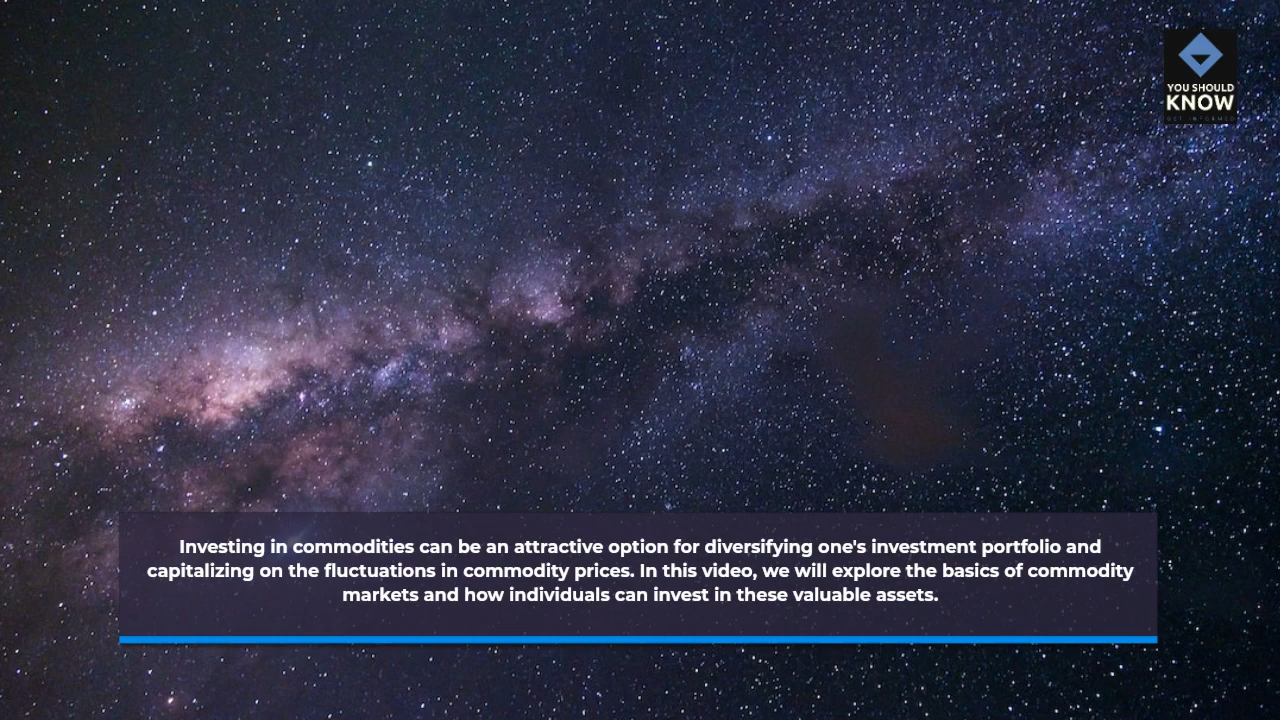 YOU SHOULD
KNOW
GET INFORMED
Investing in commodities can be an attractive option for diversifying one's investment portfolio and
capitalizing on the fluctuations in commodity prices. In this video, we will explore the basics of commodity
markets and how individuals can invest in these valuable assets.